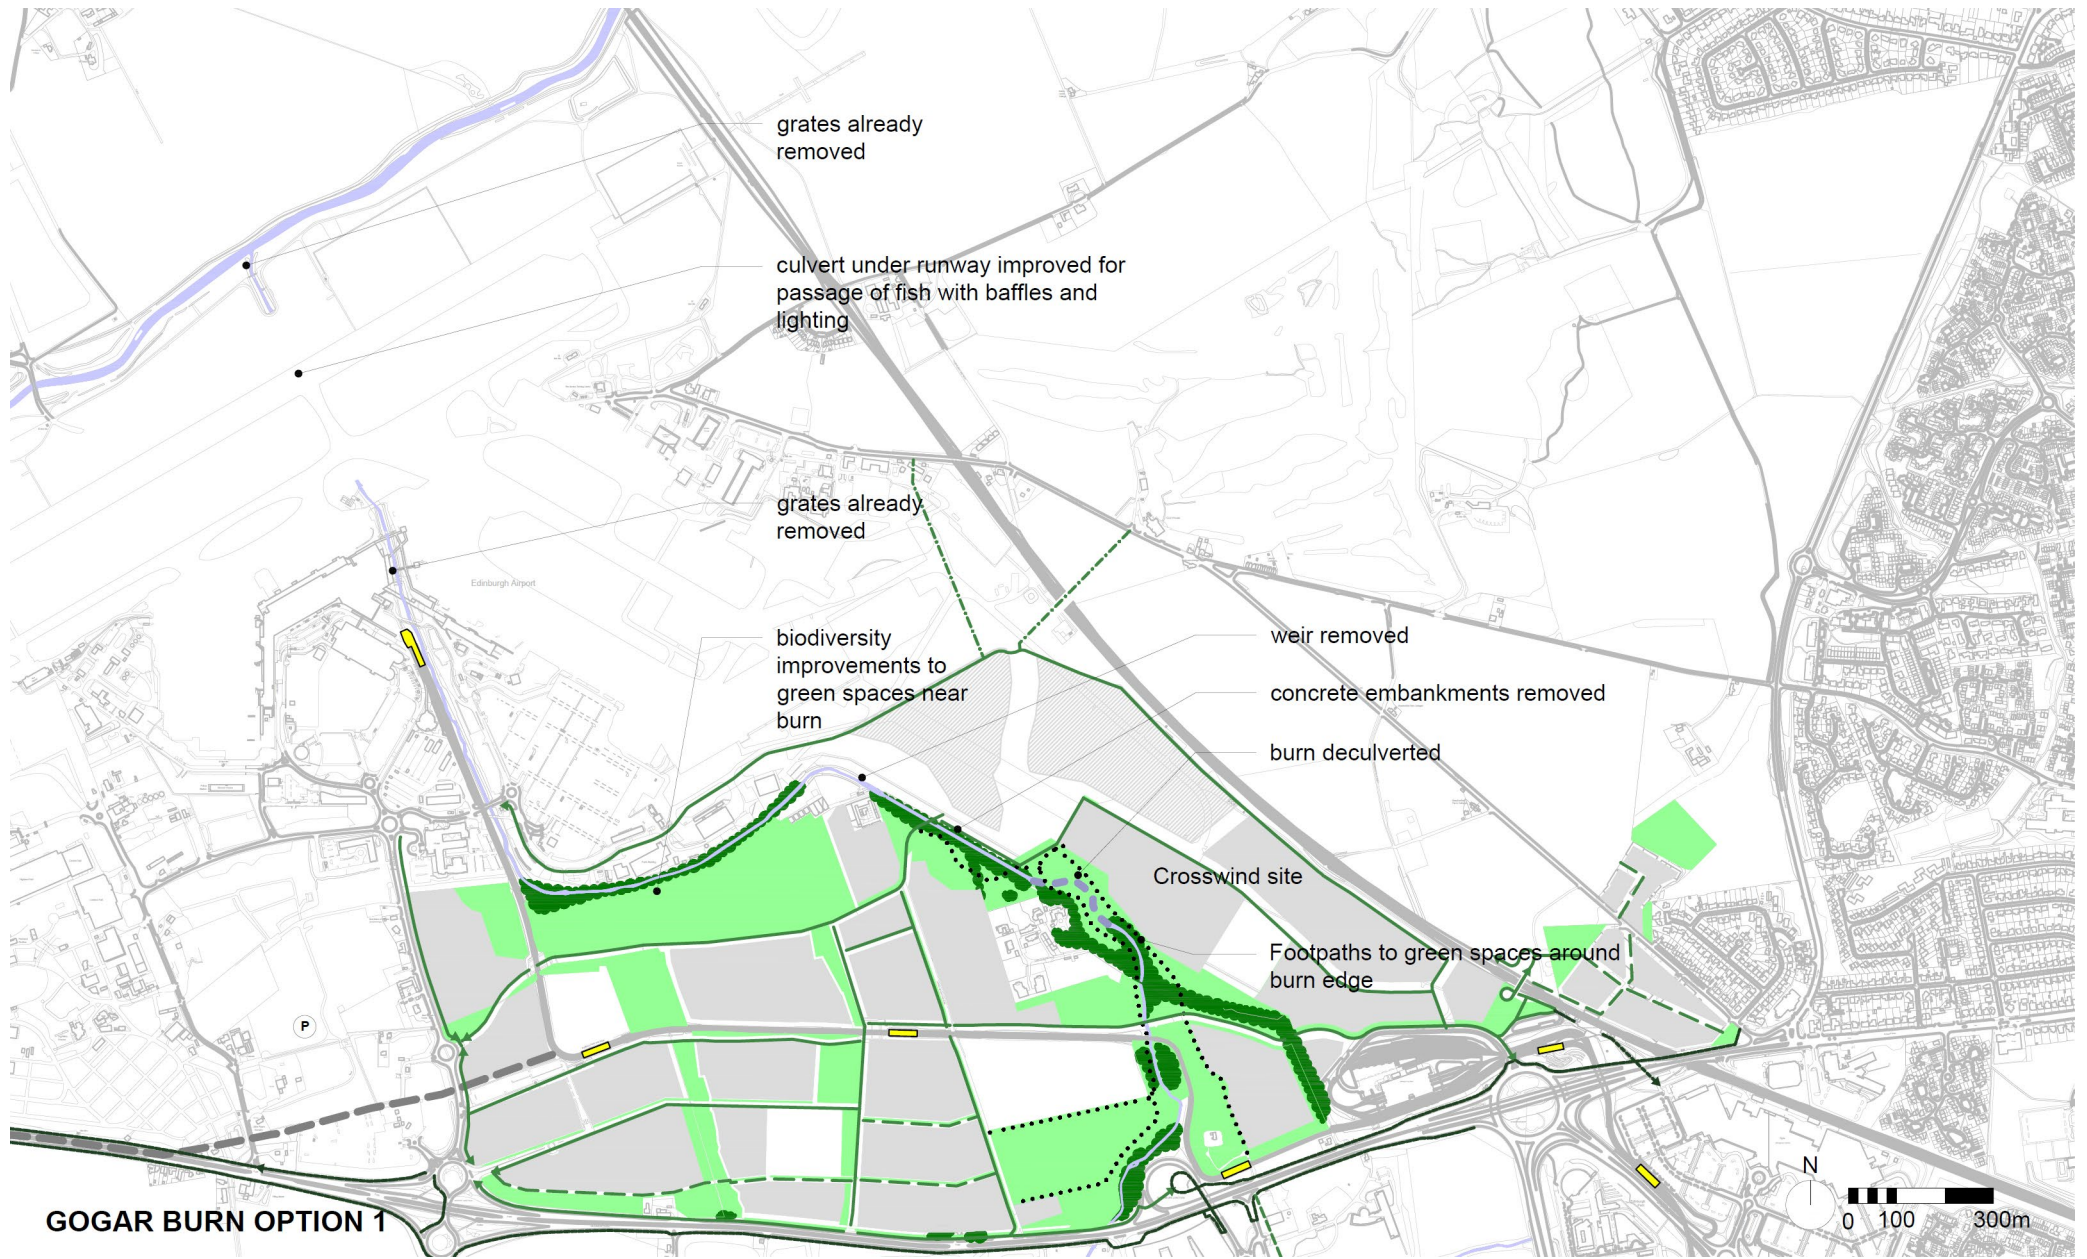 grates already
removed
culvert under runway improved for
passage of fish with baffles and
lighting
grates already
removed
Edinburgh Airport
biodiversity
improvements to
green spaces near
burn
weir removed
concrete embankments removed
burn deculverted
Crosswind site
Footpaths to green spaces around
burn edge
P
N
0 100 300m
GOGAR BURN OPTION 1